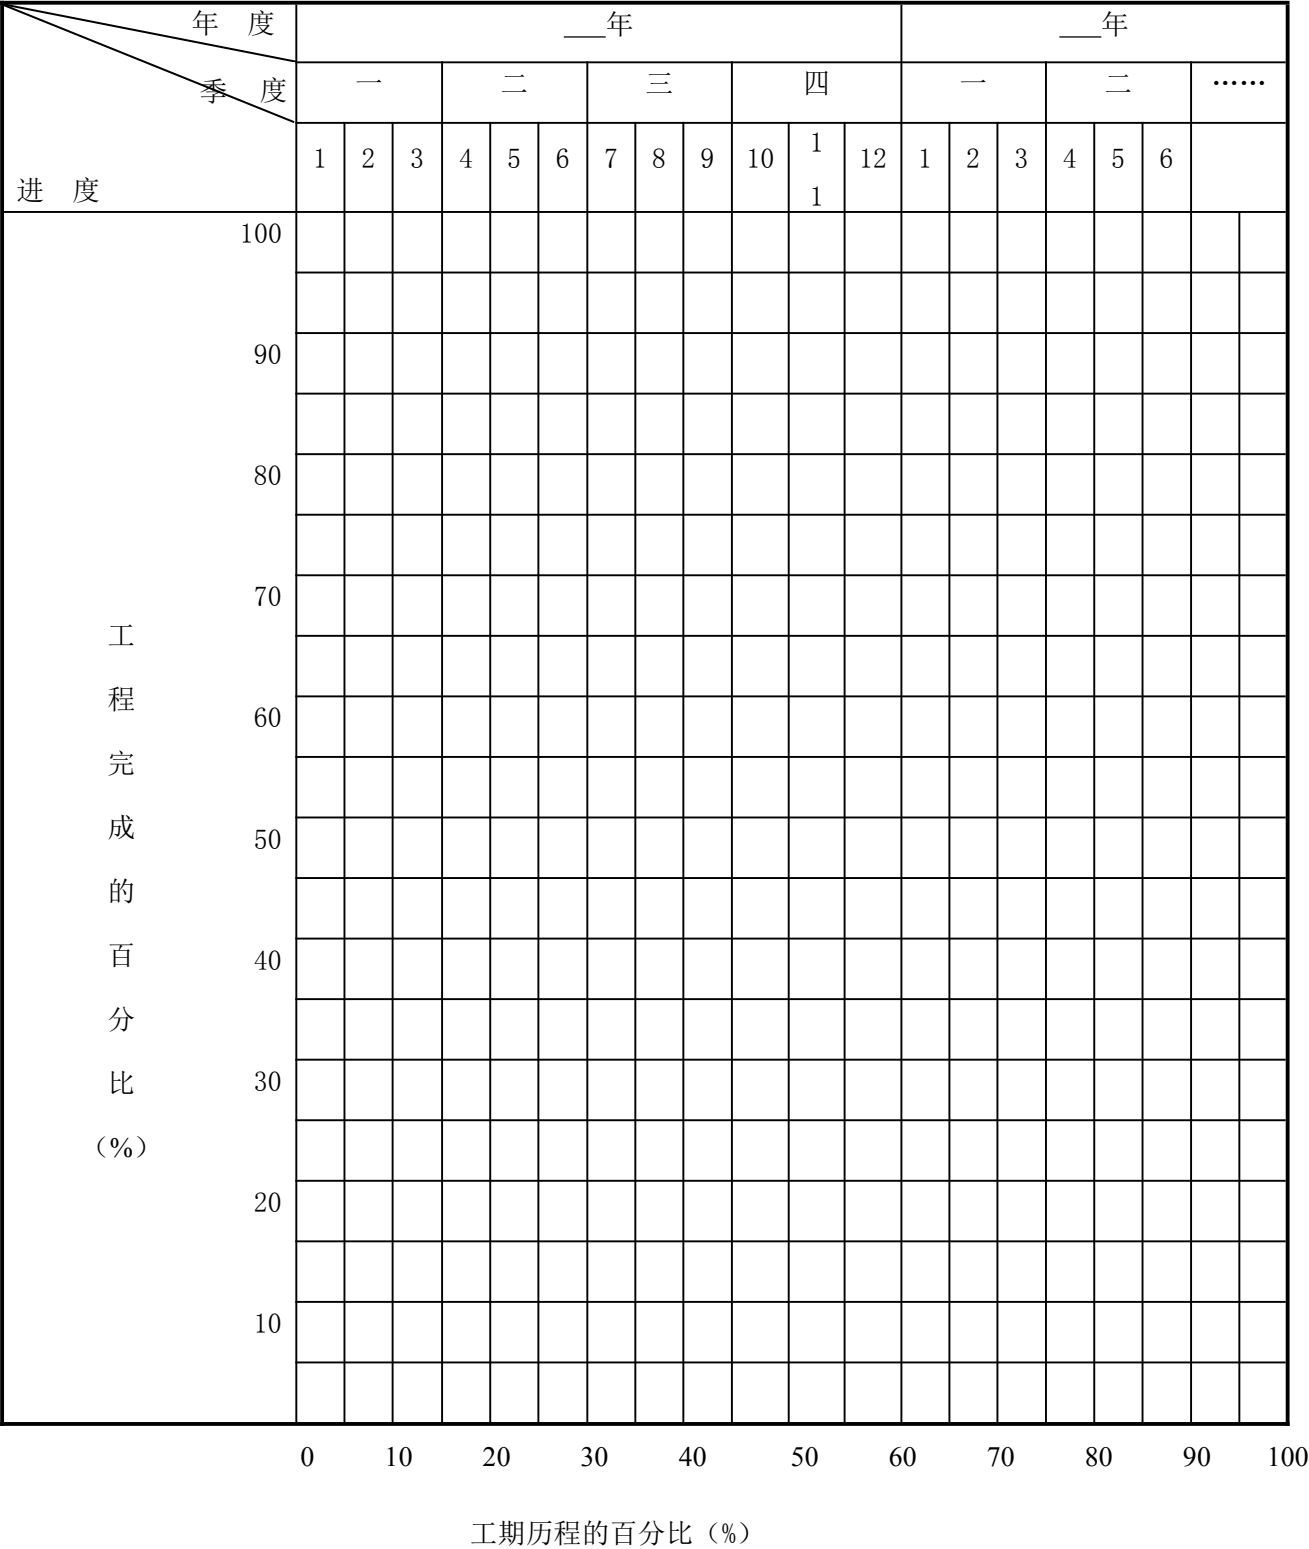 年 度 ___年 ___年
季 度 一 二 三 四 一 二 ……
进 度 1 2 3 4 5 6 7 8 9 10 11 12 1 2 3 4 5 6
100
90
80
70
60
50
40
30
20
10
工
程
完
成
的
百
分
比
（%）
0 10 20 30 40 50 60 70 80 90 100
工期历程的百分比（%）